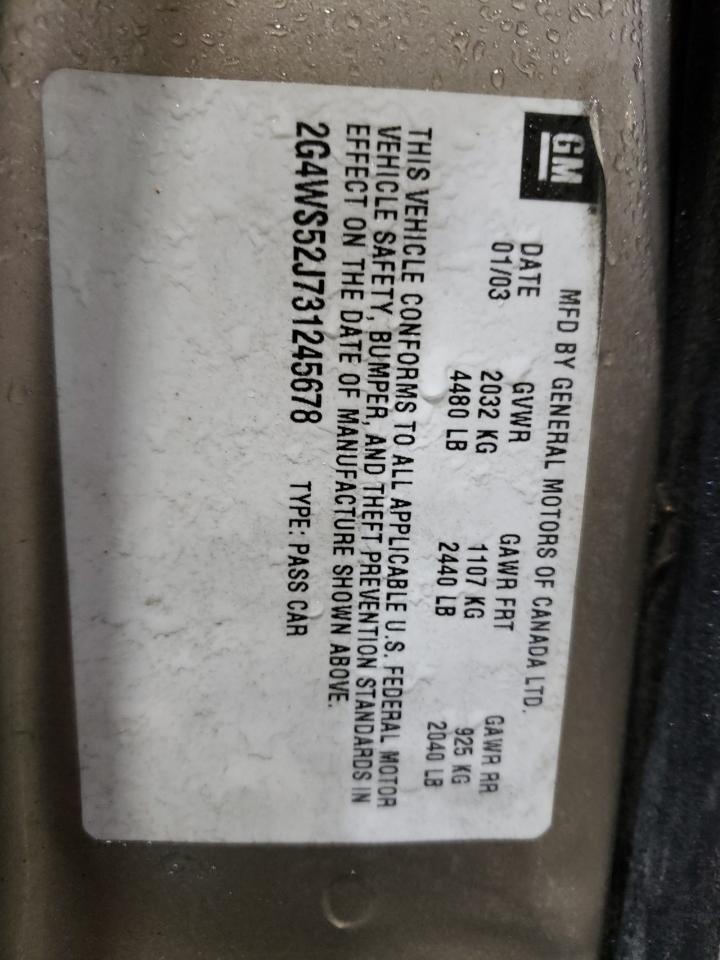 GM
MFD BY GENERAL MOTORS OF CANADA LTD.
DATE GVWR GAWR FRT GAWR RR
01/03 2032 KG 1107 KG 925 KG
4480 LB 2440 LB 2040 LB
THIS VEHICLE CONFORMS TO ALL APPLICABLE U.S. FEDERAL MOTOR
VEHICLE SAFETY, BUMPER, AND THEFT PREVENTION STANDARDS IN
EFFECT ON THE DATE OF MANUFACTURE SHOWN ABOVE.
2G4WS52J731245678 TYPE: PASS CAR